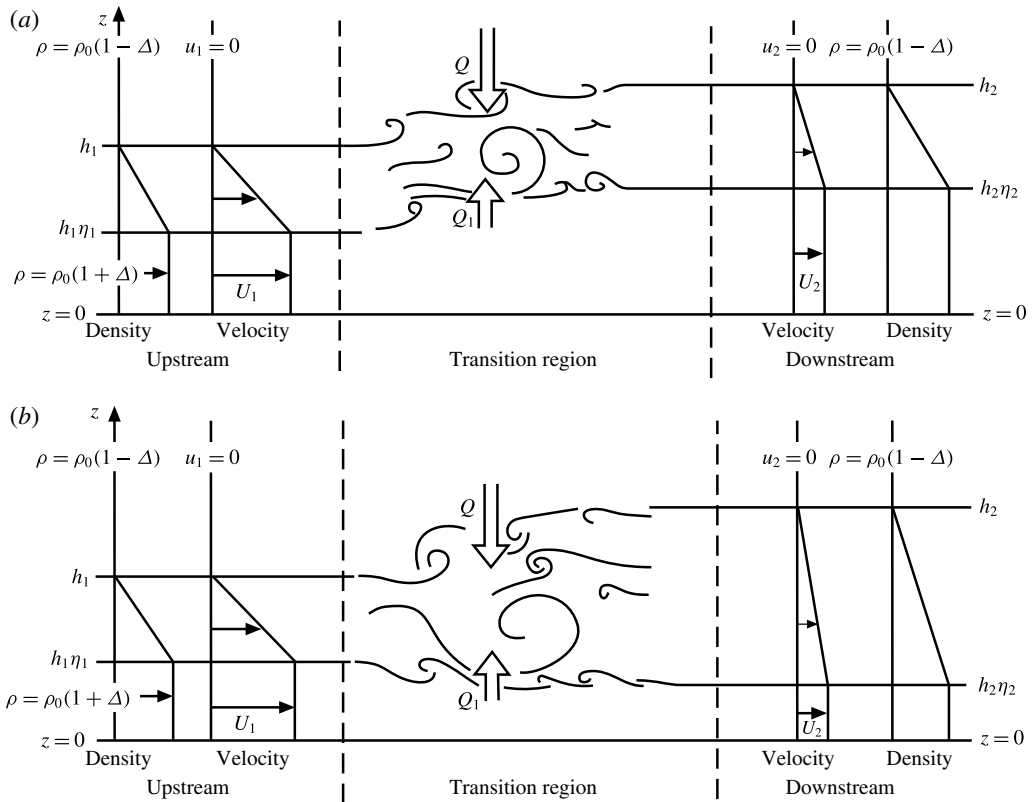 (a)
z
ρ = ρ₀(1 − Δ) u₁ = 0
Q
u₂ = 0 ρ = ρ₀(1 − Δ)
h₂
h₁
h₂η₂
Q₁
h₁η₁
ρ = ρ₀(1 + Δ)
U₁
U₂
z = 0
z = 0
Density Velocity
Velocity Density
Upstream Transition region Downstream
(b)
z
ρ = ρ₀(1 − Δ) u₁ = 0
u₂ = 0 ρ = ρ₀(1 − Δ)
Q
h₂
h₁
h₁η₁
ρ = ρ₀(1 + Δ)
Q₁
h₂η₂
U₁
U₂
z = 0
z = 0
Density Velocity
Velocity Density
Upstream Transition region Downstream